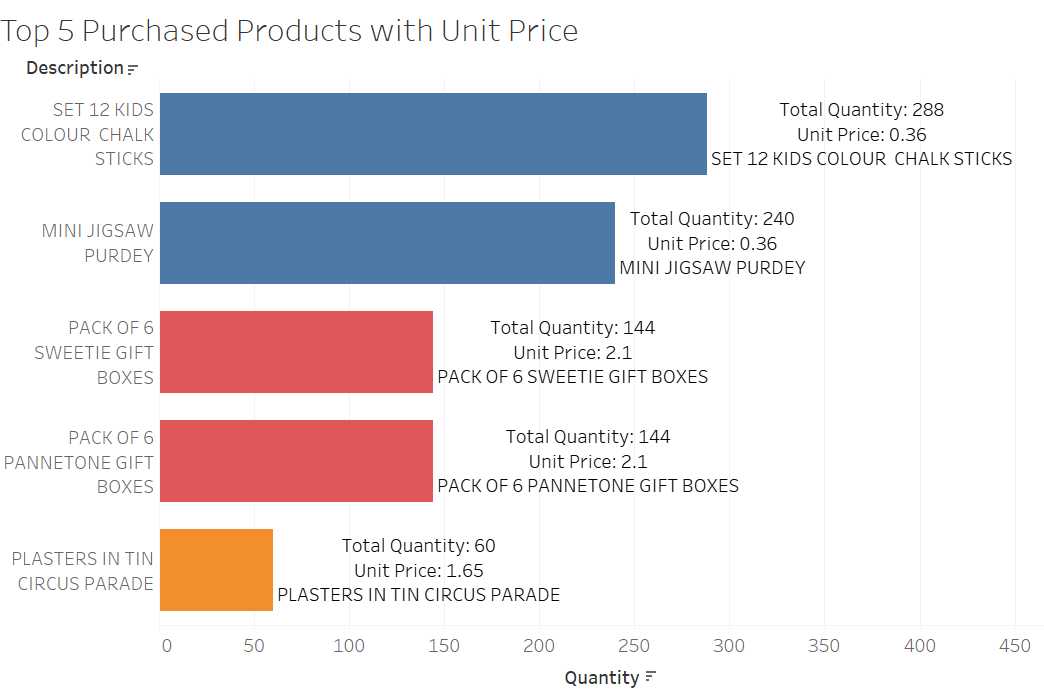 Top 5 Purchased Products with Unit Price
Description
SET 12 KIDS
COLOUR  CHALK
STICKS
Total Quantity: 288
Unit Price: 0.36
SET 12 KIDS COLOUR  CHALK STICKS
MINI JIGSAW
PURDEY
Total Quantity: 240
Unit Price: 0.36
MINI JIGSAW PURDEY
PACK OF 6
SWEETIE GIFT
BOXES
Total Quantity: 144
Unit Price: 2.1
PACK OF 6 SWEETIE GIFT BOXES
PACK OF 6
PANNETONE GIFT
BOXES
Total Quantity: 144
Unit Price: 2.1
PACK OF 6 PANNETONE GIFT BOXES
PLASTERS IN TIN
CIRCUS PARADE
Total Quantity: 60
Unit Price: 1.65
PLASTERS IN TIN CIRCUS PARADE
0 50 100 150 200 250 300 350 400 450
Quantity